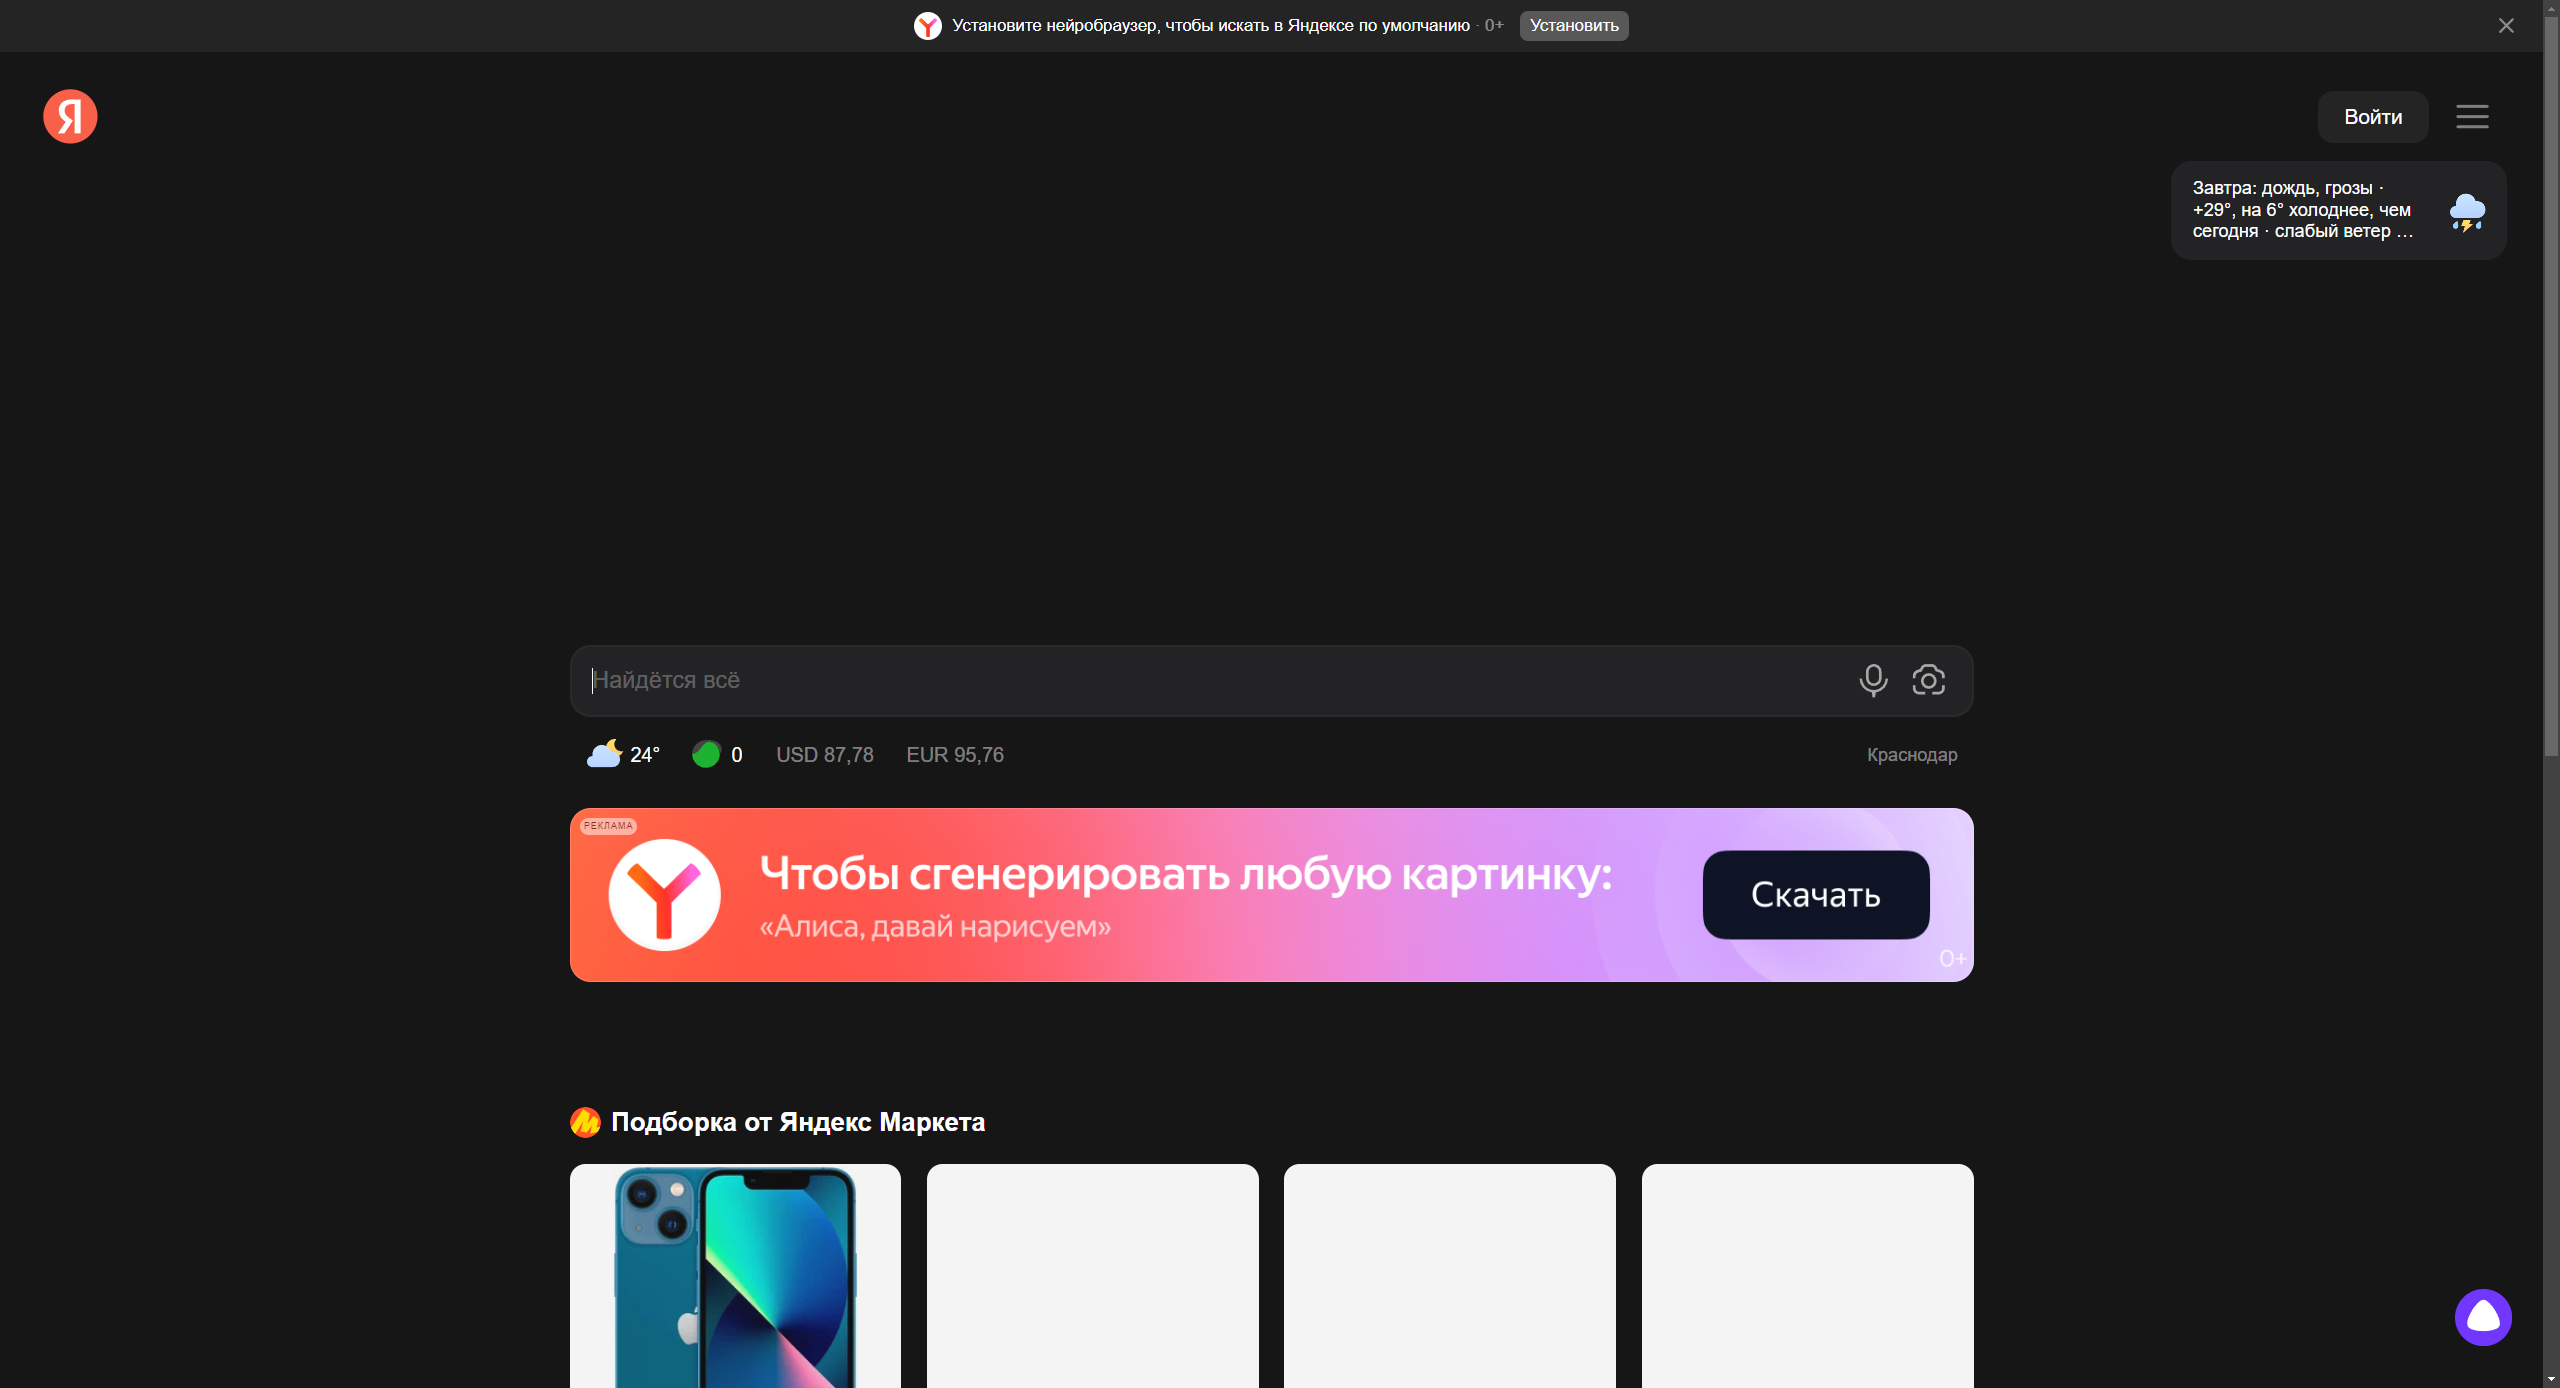 Установите нейробраузер, чтобы искать в Яндексе по умолчанию · 0+
Установить
Я
Войти
Завтра: дождь, грозы ·
+29°, на 6° холоднее, чем
сегодня · слабый ветер ...
Найдётся всё
24°
0
USD 87,78
EUR 95,76
Краснодар
РЕКЛАМА
Чтобы сгенерировать любую картинку:
«Алиса, давай нарисуем»
Скачать
0+
Подборка от Яндекс Маркета